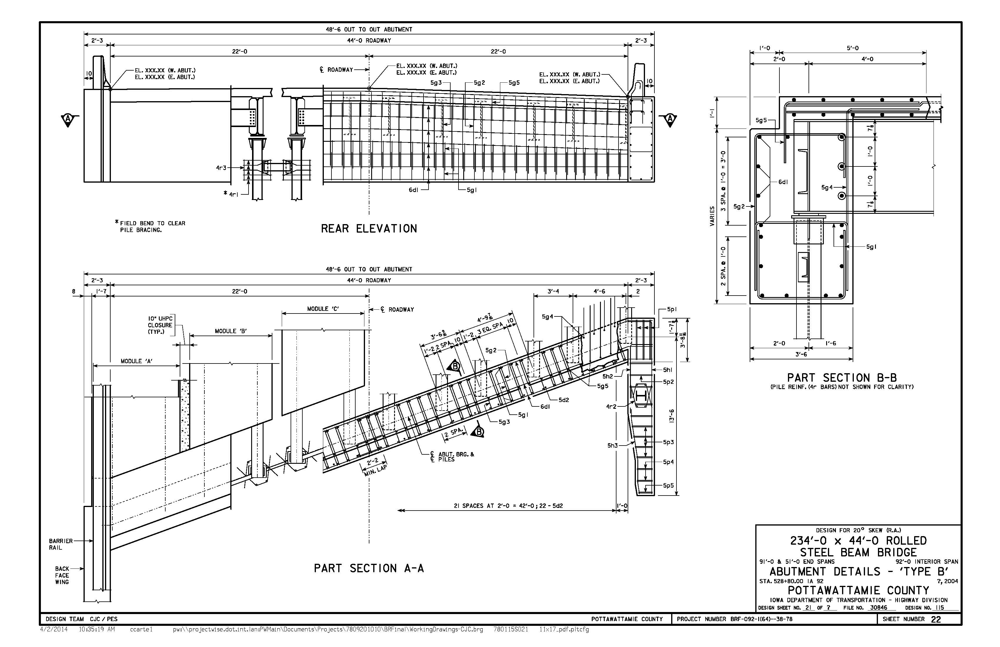 48'-6 OUT TO OUT ABUTMENT
2'-3
44'-0 ROADWAY
2'-3
22'-0
22'-0
10
EL. XXX.XX (W. ABUT.)
EL. XXX.XX (E. ABUT.)
℄ ROADWAY
EL. XXX.XX (W. ABUT.)
EL. XXX.XX (E. ABUT.)
EL. XXX.XX (W. ABUT.)
EL. XXX.XX (E. ABUT.)
10
5g3
5g2
5g5
A
A
4r3
* 4r1
6d1
5g1
* FIELD BEND TO CLEAR
PILE BRACING.
REAR ELEVATION
1'-0
5'-0
2'-0
4'-0
1'-1
5g5
7 1/8
1'-0
1'-0
7 1/8
3 SPA. @ 1'-0 = 3'-0
6d1
5g4
5g2
VARIES
5g1
2 SPA. @ 1'-0
2'-0
1'-6
3'-6
PART SECTION B-B
(PILE REINF. (4r BARS) NOT SHOWN FOR CLARITY)
48'-6 OUT TO OUT ABUTMENT
2'-3
44'-0 ROADWAY
2'-3
8
1'-7
22'-0
3'-4
4'-6
2
MODULE 'C'
℄ ROADWAY
10" UHPC
CLOSURE
(TYP.)
MODULE 'B'
MODULE 'A'
4'-9 7/16
3'-6 9/16
1'-2
2 SPA.
10
1'-2
3 EQ. SPA
10
5g4
5p1
1'-7 1/8
3'-8 11/16
5g2
B
5h2
5h1
5p2
5g5
5d2
6d1
4r2
5g1
5g3
13'-6
B
2 SPA.
5h3
5p3
℄ ABUT. BRG. &
℄ PILES
2'-2
MIN. LAP
5p4
5p5
21 SPACES AT 2'-0 = 42'-0; 22 - 5d2
1'-0
BARRIER
RAIL
BACK
FACE
WING
PART SECTION A-A
DESIGN FOR 20° SKEW (R.A.)
234'-0 x 44'-0 ROLLED
STEEL BEAM BRIDGE
91'-0 & 51'-0 END SPANS 92'-0 INTERIOR SPAN
ABUTMENT DETAILS - 'TYPE B'
STA. 528+80.00 IA 92 ?, 2004
POTTAWATTAMIE COUNTY
IOWA DEPARTMENT OF TRANSPORTATION - HIGHWAY DIVISION
DESIGN SHEET NO. 21 OF ? FILE NO. 30846 DESIGN NO. 115
DESIGN TEAM CJC / PES
POTTAWATTAMIE COUNTY
PROJECT NUMBER BRF-092-1(64)--38-78
SHEET NUMBER 22
4/2/2014 10:35:19 AM ccarte1 pw:\\projectwise.dot.int.lan:PWMain\Documents\Projects\7809201010\BRFinal\WorkingDrawings-CJC.brg 780115S021 11x17_pdf.pltcfg